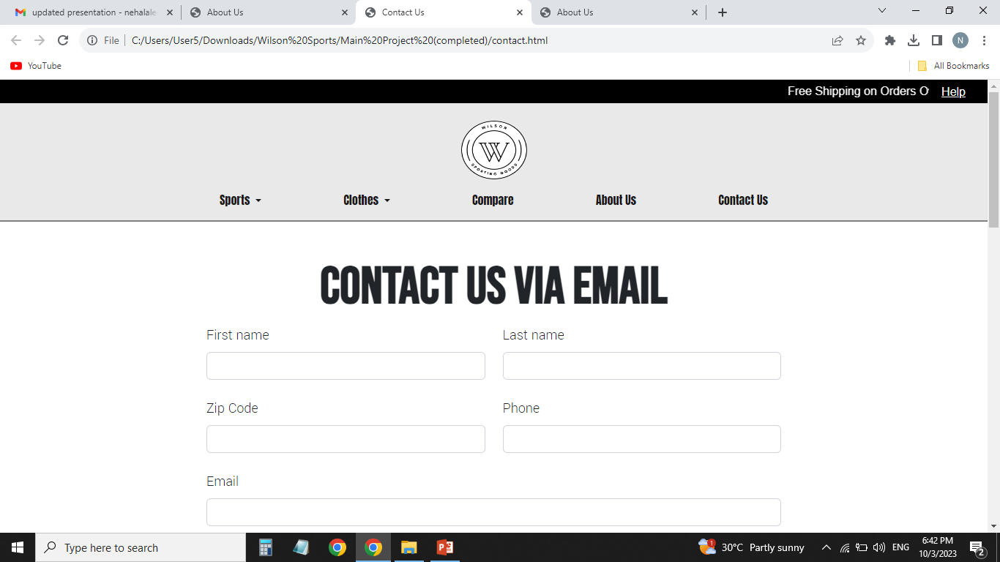 updated presentation - nehalale
About Us
Contact Us
About Us
File
C:/Users/User5/Downloads/Wilson%20Sports/Main%20Project%20(completed)/contact.html
N
YouTube
All Bookmarks
Free Shipping on Orders O
Help
WILSON
W
SPORTING GOODS
Sports
Clothes
Compare
About Us
Contact Us
CONTACT US VIA EMAIL
First name
Last name
Zip Code
Phone
Email
Type here to search
1
30°C Partly sunny
ENG
6:42 PM
10/3/2023
2